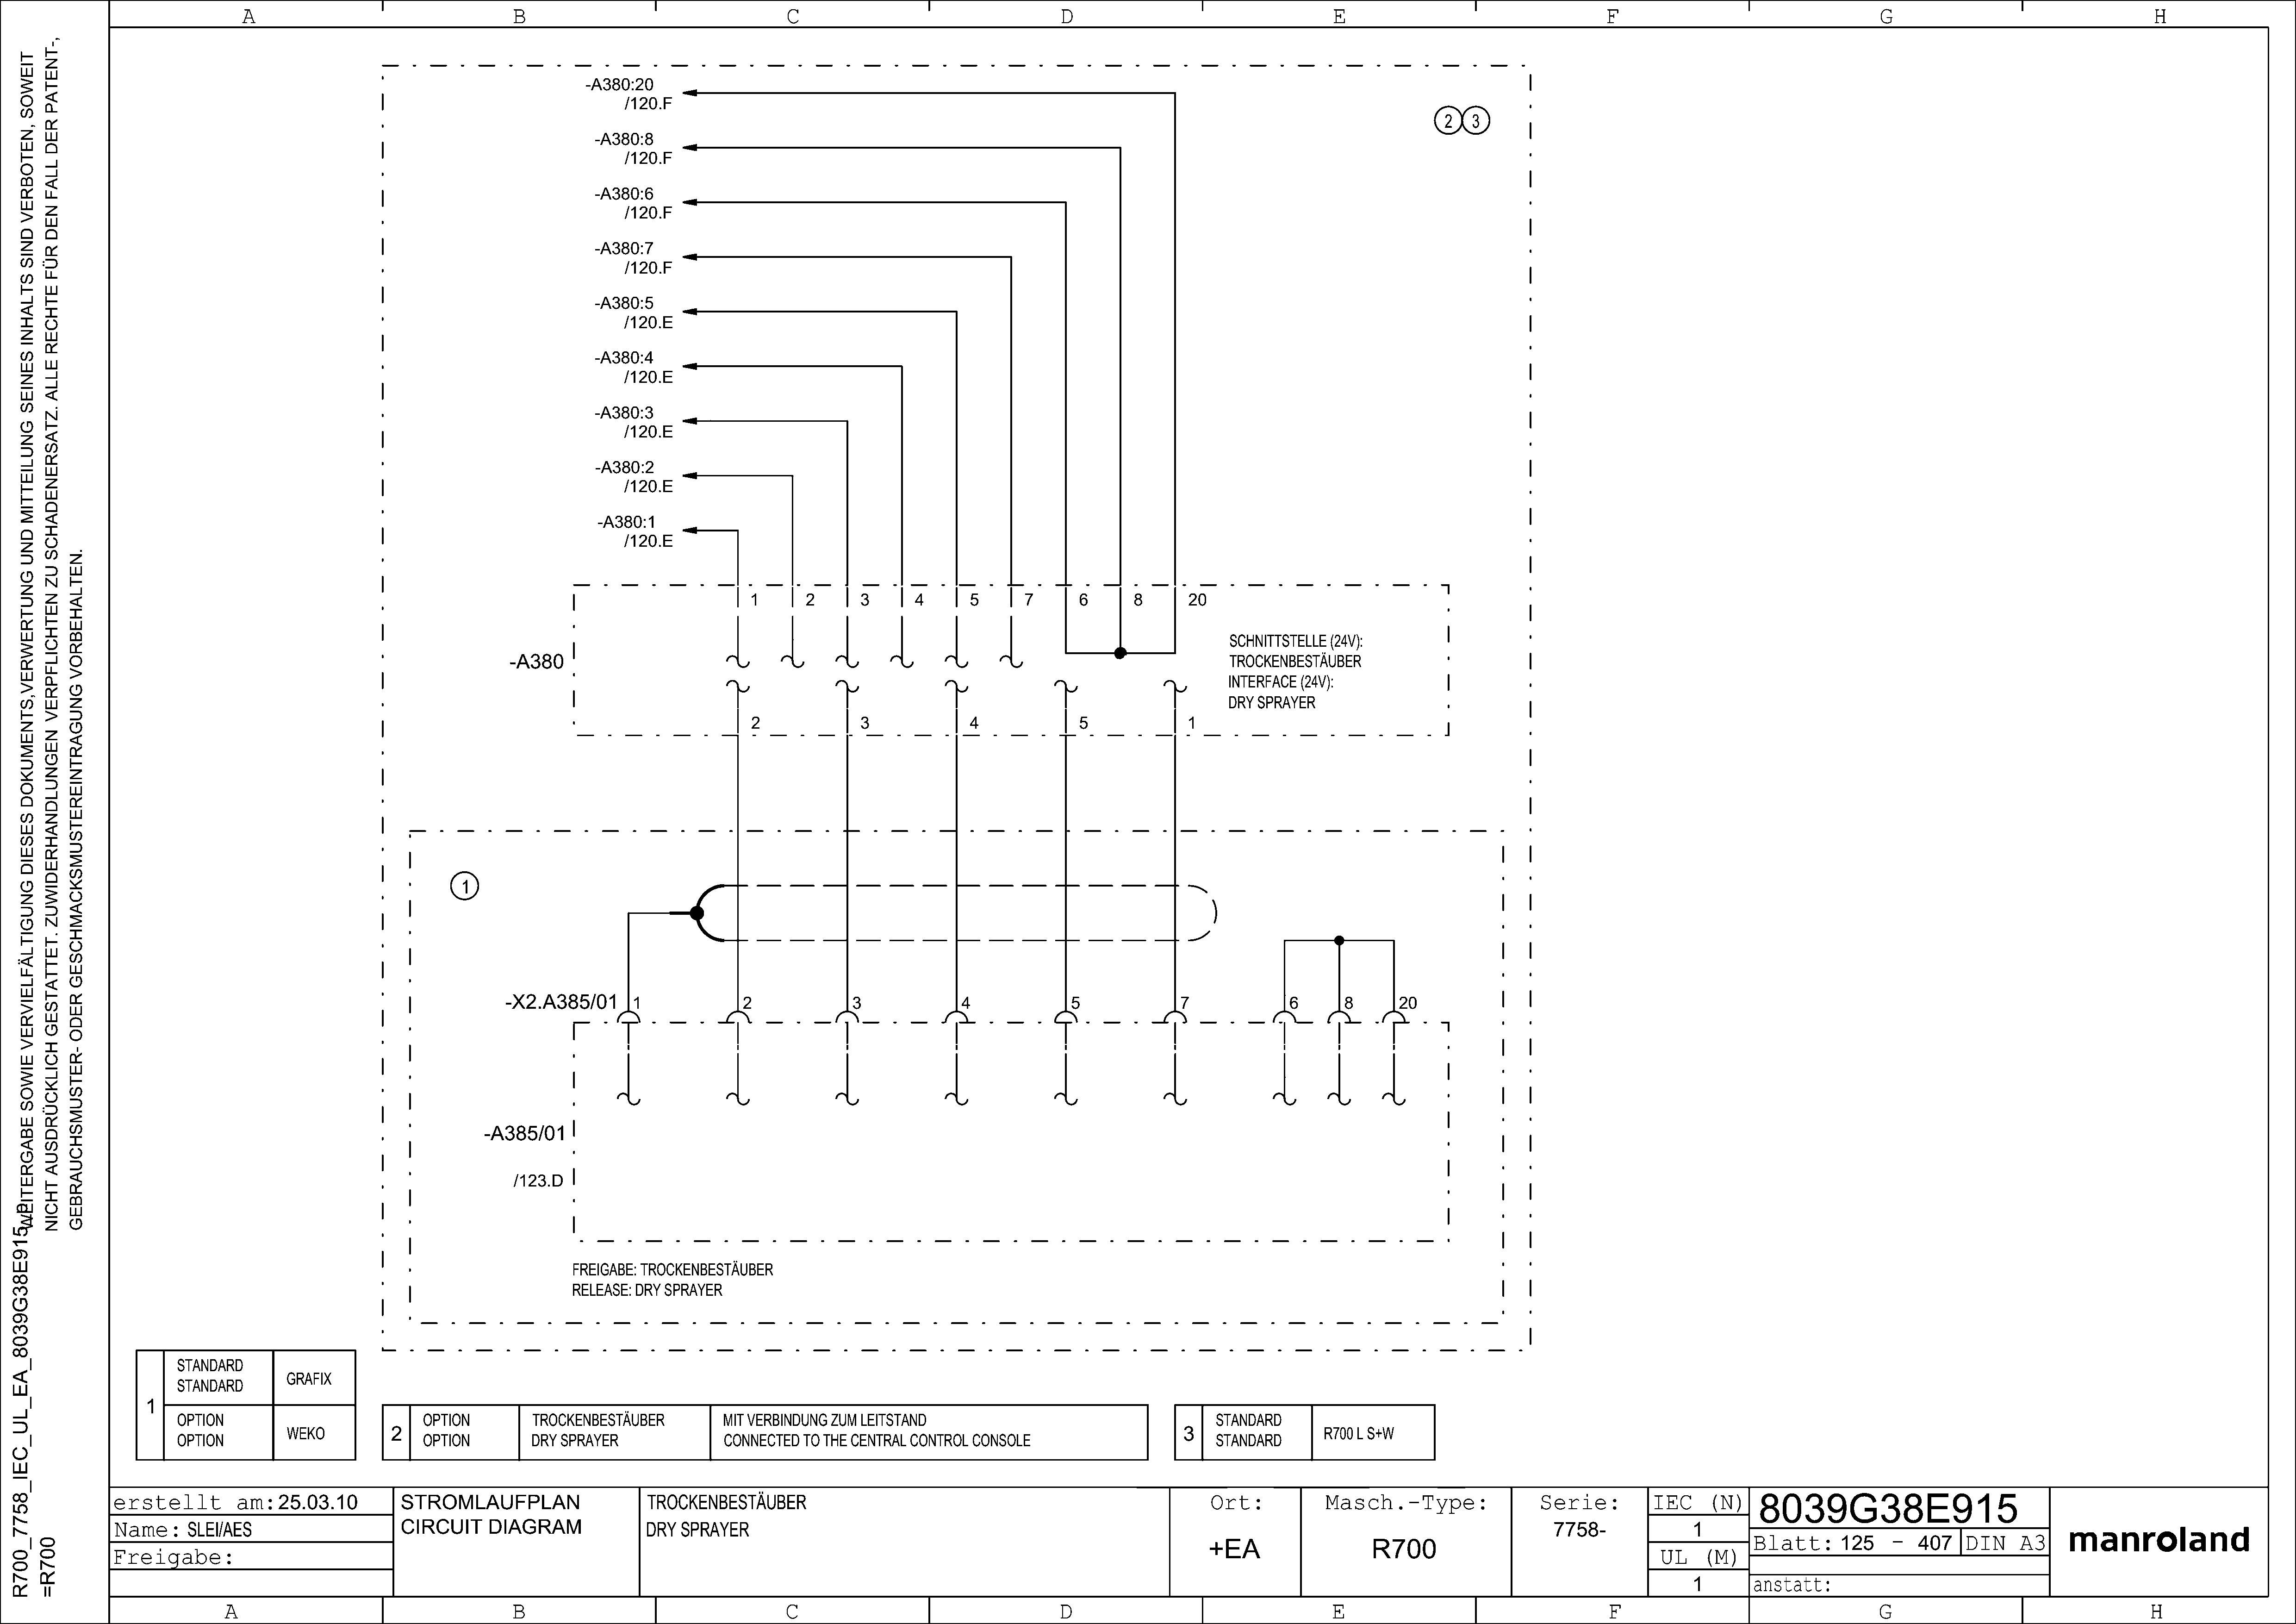 A B C D E F G H
WEITERGABE SOWIE VERVIELFÄLTIGUNG DIESES DOKUMENTS,VERWERTUNG UND MITTEILUNG SEINES INHALTS SIND VERBOTEN, SOWEIT
NICHT AUSDRÜCKLICH GESTATTET. ZUWIDERHANDLUNGEN VERPFLICHTEN ZU SCHADENERSATZ. ALLE RECHTE FÜR DEN FALL DER PATENT-,
GEBRAUCHSMUSTER- ODER GESCHMACKSMUSTEREINTRAGUNG VORBEHALTEN.
=R700
-A380:20
/120.F
2 3
-A380:8
/120.F
-A380:6
/120.F
-A380:7
/120.F
-A380:5
/120.E
-A380:4
/120.E
-A380:3
/120.E
-A380:2
/120.E
-A380:1
/120.E
1 2 3 4 5 7 6 8 20
-A380
SCHNITTSTELLE (24V):
TROCKENBESTÄUBER
INTERFACE (24V):
DRY SPRAYER
2 3 4 5 1
1
-X2.A385/01 1 2 3 4 5 7 6 8 20
-A385/01
/123.D
FREIGABE: TROCKENBESTÄUBER
RELEASE: DRY SPRAYER
1
STANDARD
STANDARD
GRAFIX
OPTION
OPTION
WEKO
2
OPTION
OPTION
TROCKENBESTÄUBER
DRY SPRAYER
MIT VERBINDUNG ZUM LEITSTAND
CONNECTED TO THE CENTRAL CONTROL CONSOLE
3
STANDARD
STANDARD
R700 L S+W
erstellt am: 25.03.10
Name: SLEI/AES
Freigabe:
STROMLAUFPLAN
CIRCUIT DIAGRAM
TROCKENBESTÄUBER
DRY SPRAYER
Ort:
+EA
Masch.-Type:
R700
Serie:
7758-
IEC (N)
1
UL (M)
1
8039G38E915
Blatt: 125 - 407 DIN A3
anstatt:
manroland
A B C D E F G H